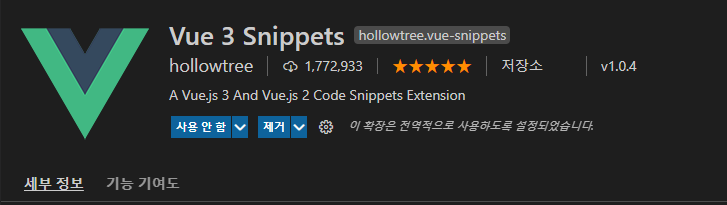 Vue 3 Snippets hollowtree.vue-snippets
hollowtree 1,772,933 저장소 v1.0.4
A Vue.js 3 And Vue.js 2 Code Snippets Extension
사용 안 함 제거 이 확장은 전역적으로 사용하도록 설정되었습니다.
세부 정보 기능 기여도